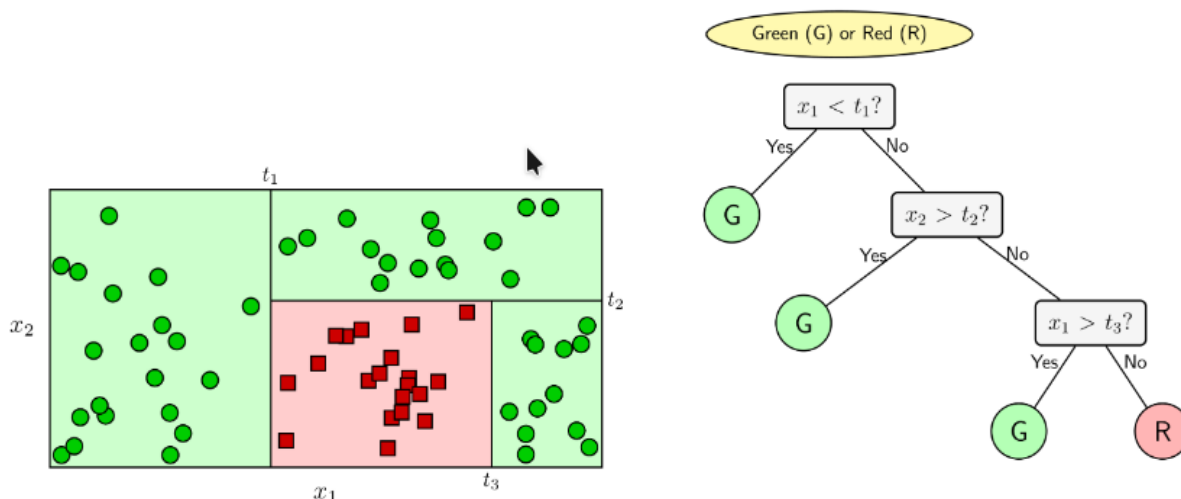 t₁
t₂
x₂
t₃
x₁
Green (G) or Red (R)
x₁ < t₁?
Yes No
G
x₂ > t₂?
Yes No
G
x₁ > t₃?
Yes No
G R